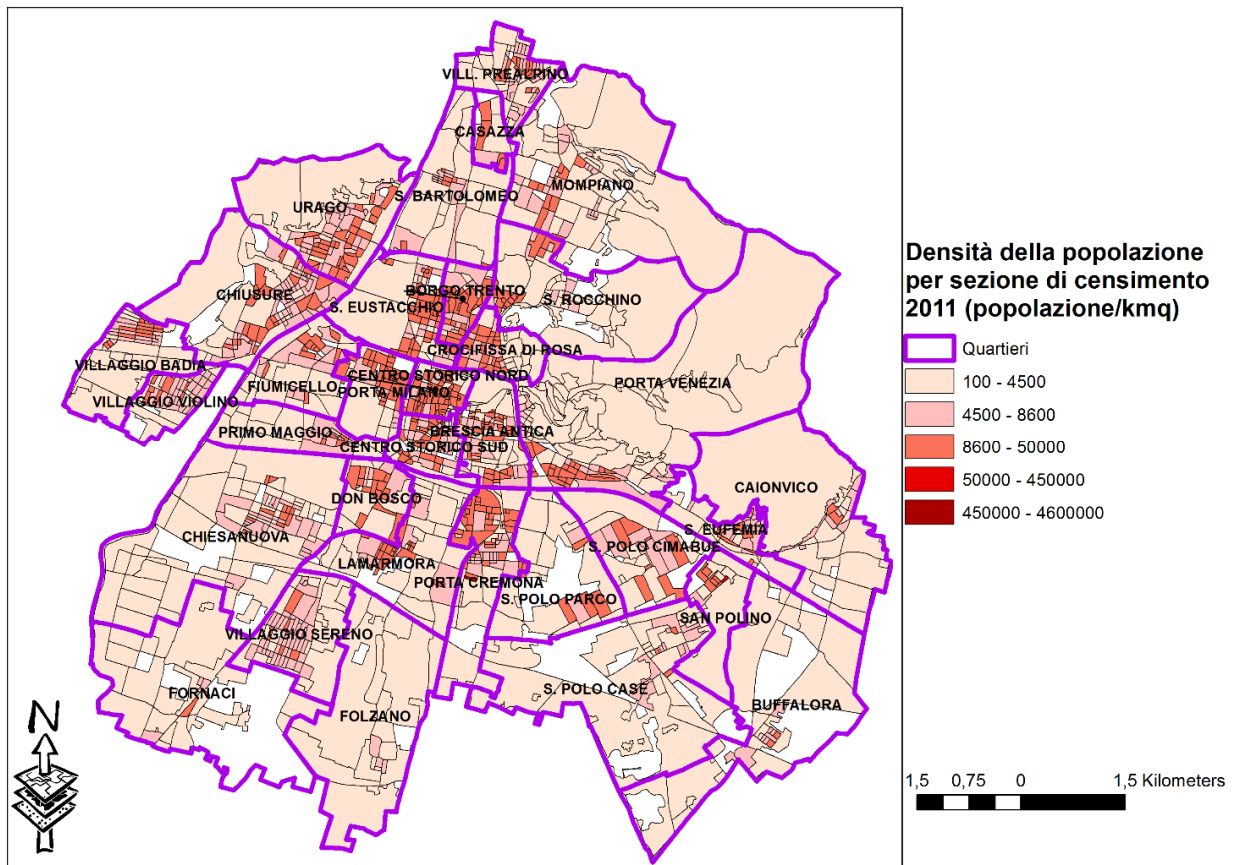 VILL. PREALPINO
CASAZZA
MOMPIANO
S. BARTOLOMEO
URAGO
CHIUSURE
BORGO TRENTO
S. EUSTACCHIO
S. ROCCHINO
CROCIFISSA DI ROSA
VILLAGGIO BADIA
CENTRO STORICO NORD
PORTA VENEZIA
FIUMICELLO
PORTA MILANO
VILLAGGIO VIOLINO
PRIMO MAGGIO
BRESCIA ANTICA
CENTRO STORICO SUD
CAIONVICO
DON BOSCO
S. EUFEMIA
CHIESANUOVA
S. POLO CIMABUE
LAMARMORA
PORTA CREMONA
S. POLO PARCO
SAN POLINO
VILLAGGIO SERENO
FORNACI
S. POLO CASE
BUFFALORA
FOLZANO
N
Densità della popolazione
per sezione di censimento
2011 (popolazione/kmq)
Quartieri
100 - 4500
4500 - 8600
8600 - 50000
50000 - 450000
450000 - 4600000
1,5 0,75 0 1,5 Kilometers